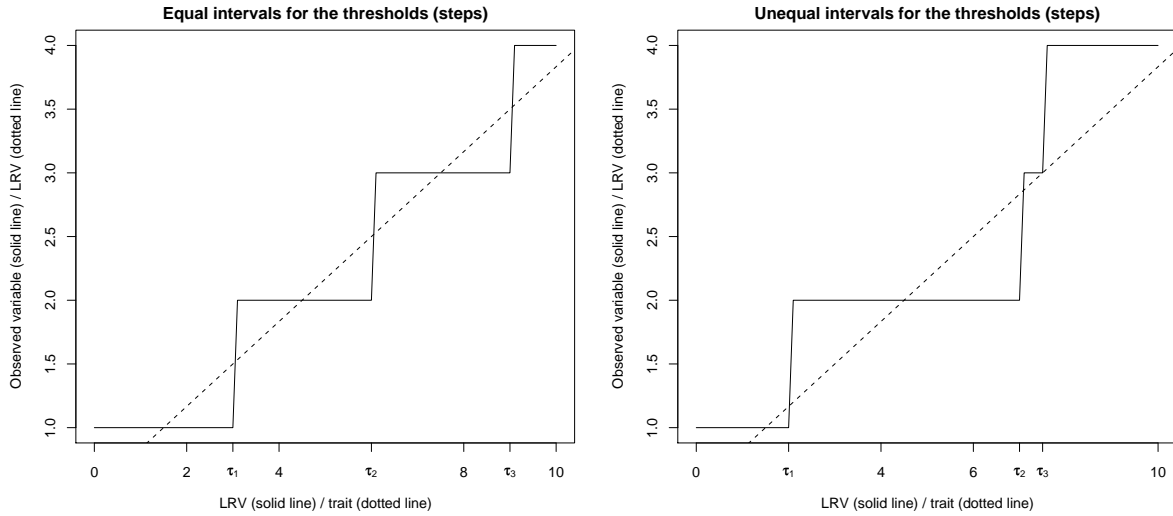 Equal intervals for the thresholds (steps)
Observed variable (solid line) / LRV (dotted line)
4.0
3.5
3.0
2.5
2.0
1.5
1.0
0 2 τ1 4 τ2 8 τ3 10
LRV (solid line) / trait (dotted line)
Unequal intervals for the thresholds (steps)
Observed variable (solid line) / LRV (dotted line)
4.0
3.5
3.0
2.5
2.0
1.5
1.0
0 τ1 4 6 τ2 τ3 10
LRV (solid line) / trait (dotted line)